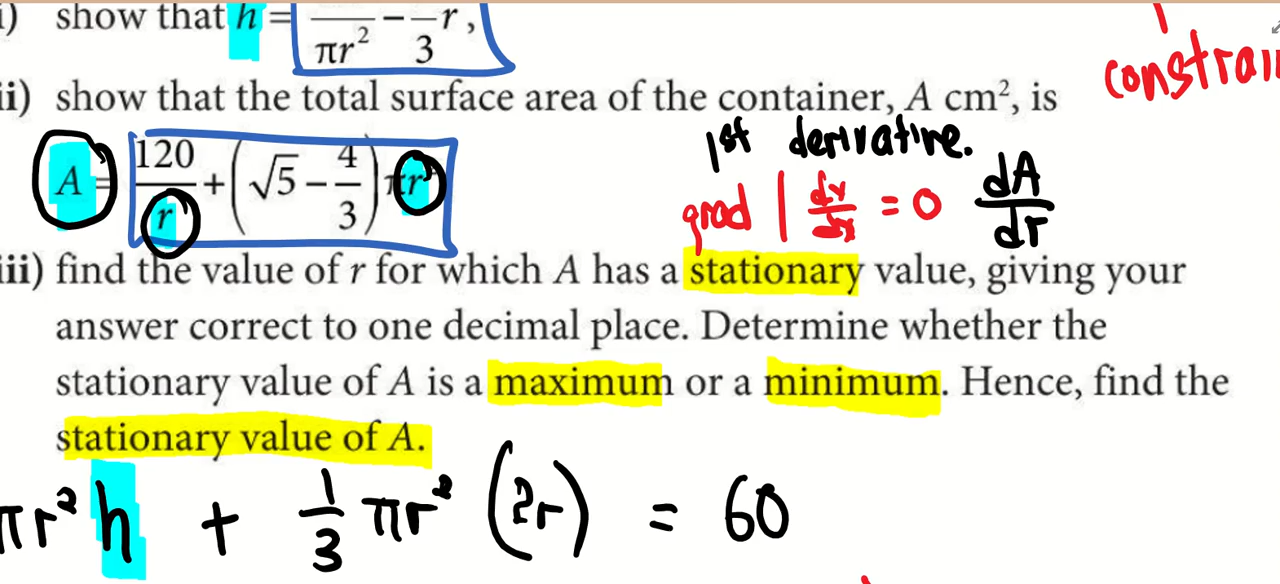 i) show that h = /πr² − /3 r,
constrain
ii) show that the total surface area of the container, A cm², is
1st derivative.
A = 120/r + (√5 − 4/3) πr²
grad | dy/dx = 0 dA/dr
iii) find the value of r for which A has a stationary value, giving your
answer correct to one decimal place. Determine whether the
stationary value of A is a maximum or a minimum. Hence, find the
stationary value of A.
πr² h + 1/3 πr² (2r) = 60